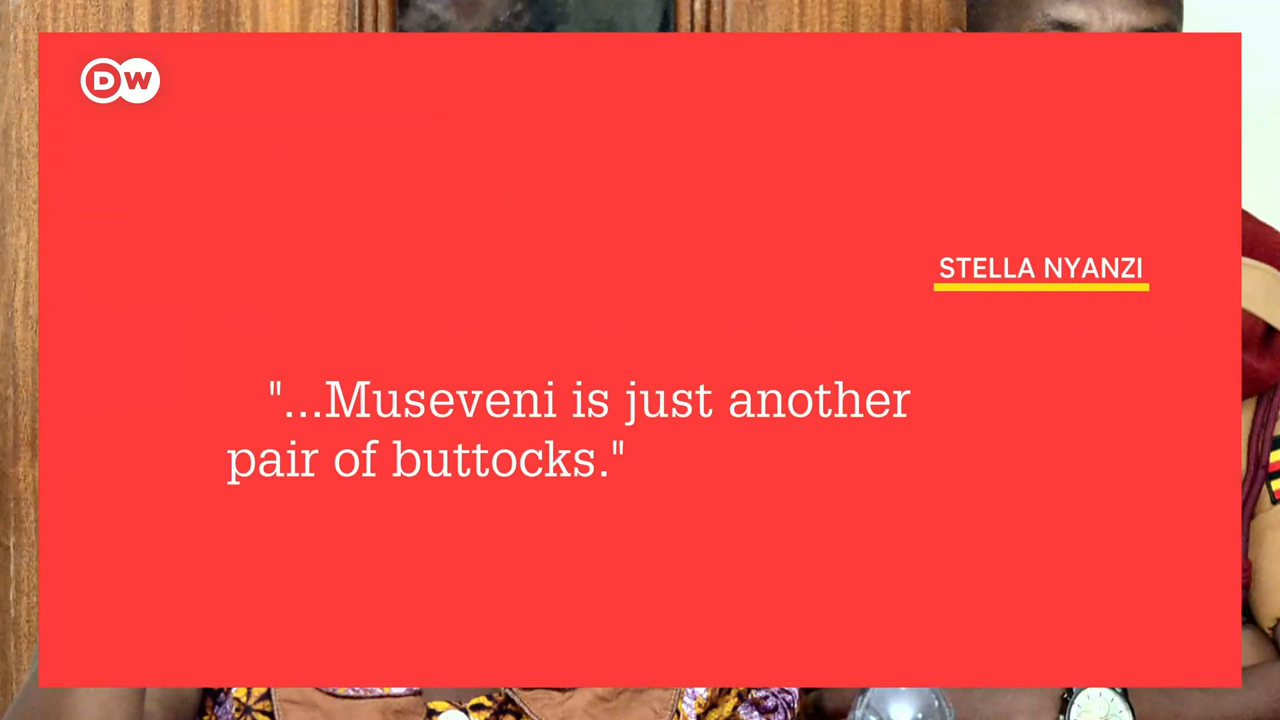 DW
STELLA NYANZI
"...Museveni is just another
pair of buttocks."